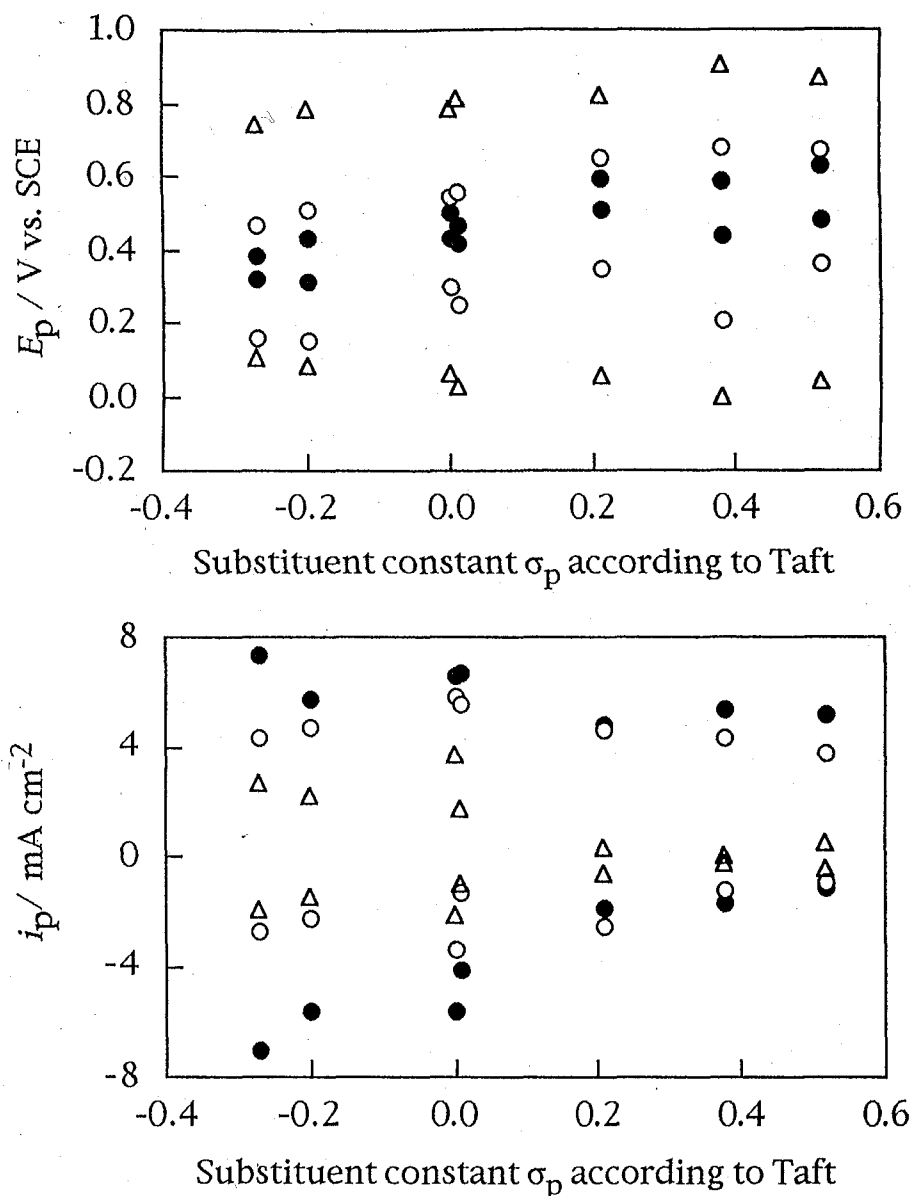 1.0
0.8
0.6
0.4
0.2
0.0
-0.2
E_p / V vs. SCE
-0.4 -0.2 0.0 0.2 0.4 0.6
Substituent constant σ_p according to Taft
8
4
0
-4
-8
i_p / mA cm⁻²
-0.4 -0.2 0.0 0.2 0.4 0.6
Substituent constant σ_p according to Taft